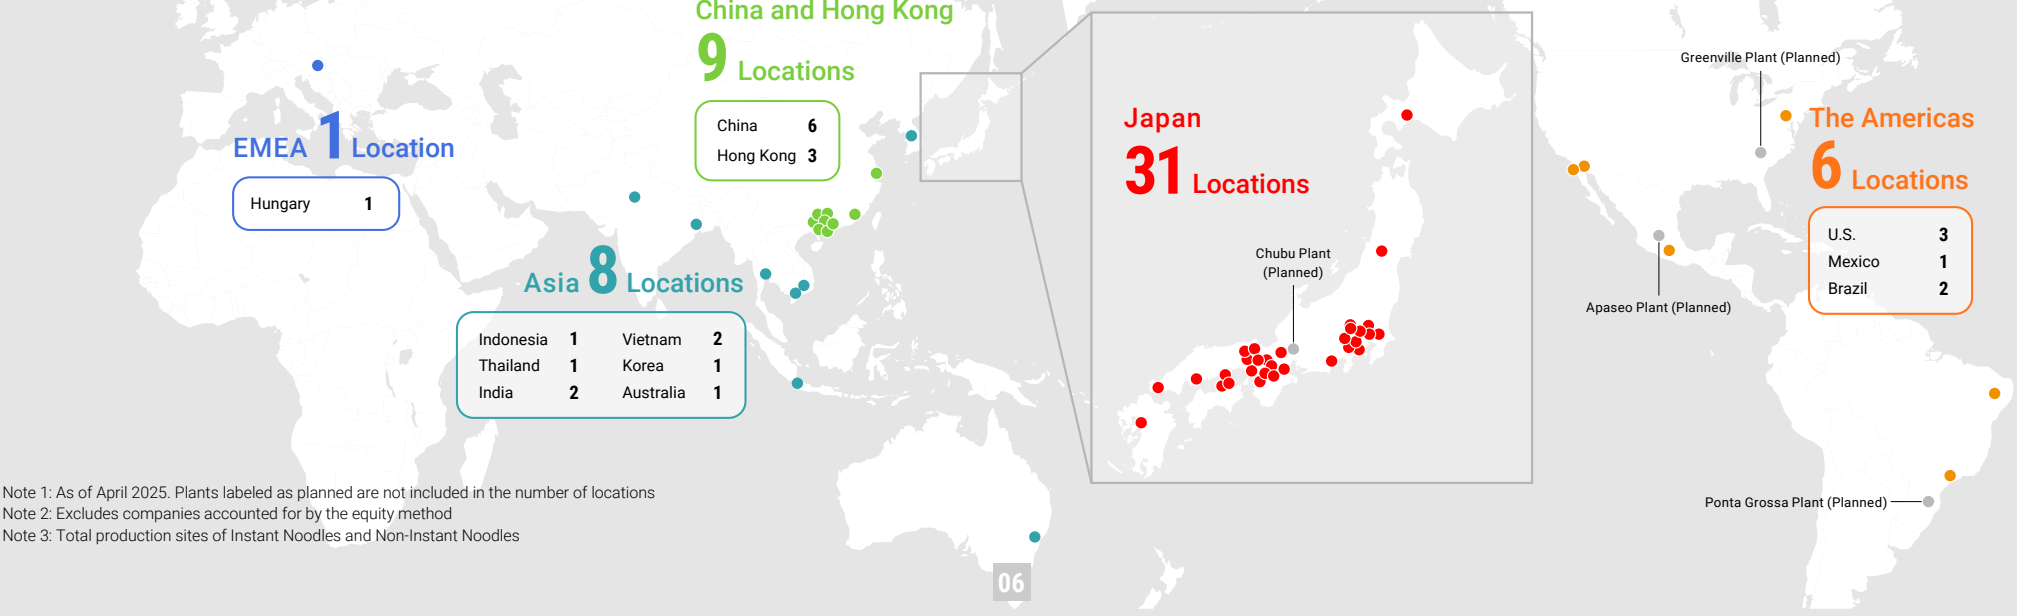 China and Hong Kong
9 Locations
China 6
Hong Kong 3
EMEA 1 Location
Hungary 1
Asia 8 Locations
Indonesia 1 Vietnam 2
Thailand 1 Korea 1
India 2 Australia 1
Japan
31 Locations
Chubu Plant
(Planned)
Greenville Plant (Planned)
The Americas
6 Locations
U.S. 3
Mexico 1
Brazil 2
Apaseo Plant (Planned)
Ponta Grossa Plant (Planned)
Note 1: As of April 2025. Plants labeled as planned are not included in the number of locations
Note 2: Excludes companies accounted for by the equity method
Note 3: Total production sites of Instant Noodles and Non-Instant Noodles
06